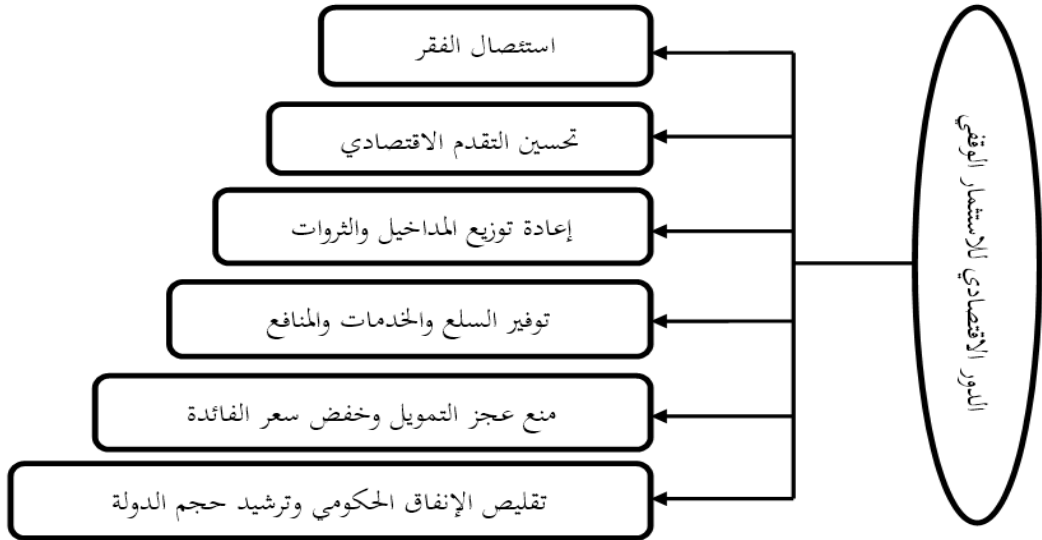 الدور الاقتصادي للاستثمار الوقفي
استئصال الفقر
تحسين التقدم الاقتصادي
إعادة توزيع المداخيل والثروات
توفير السلع والخدمات والمنافع
منع عجز التمويل وخفض سعر الفائدة
تقليص الإنفاق الحكومي وترشيد حجم الدولة